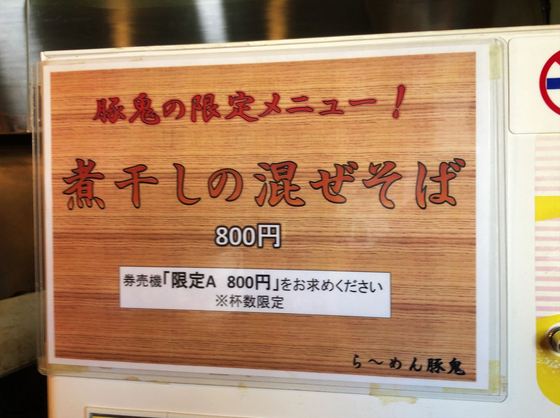 豚鬼の限定メニュー！
煮干しの混ぜそば
800円
券売機「限定A 800円」をお求めください
※杯数限定
ら～めん豚鬼